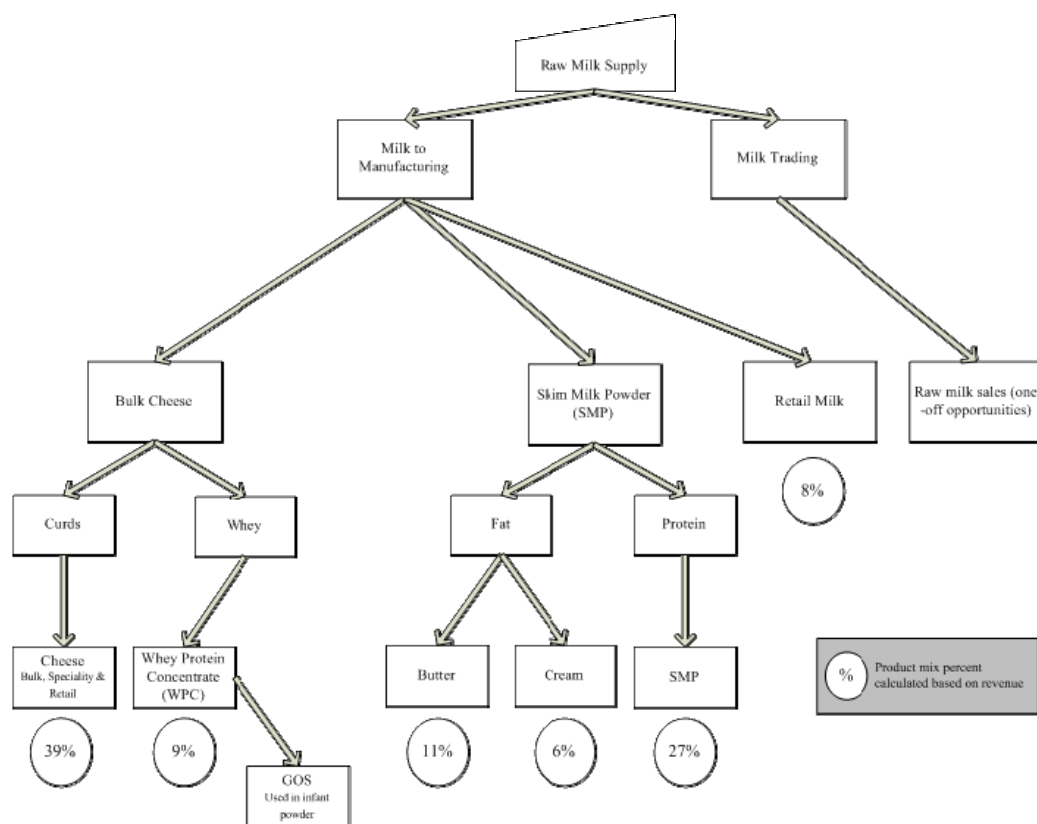 Raw Milk Supply
Milk to
Manufacturing
Milk Trading
Bulk Cheese
Skim Milk Powder
(SMP)
Retail Milk
Raw milk sales (one
-off opportunities)
8%
Curds
Whey
Fat
Protein
Cheese
Bulk, Speciality &
Retail
Whey Protein
Concentrate
(WPC)
Butter
Cream
SMP
%
Product mix percent
calculated based on revenue
39%
9%
11%
6%
27%
GOS
Used in infant
powder